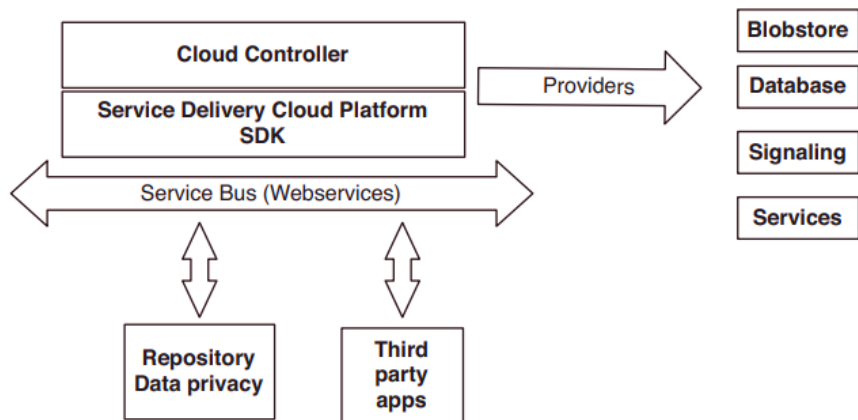 Cloud Controller
Service Delivery Cloud Platform
SDK
Providers
Blobstore
Database
Signaling
Services
Service Bus (Webservices)
Repository
Data privacy
Third
party
apps